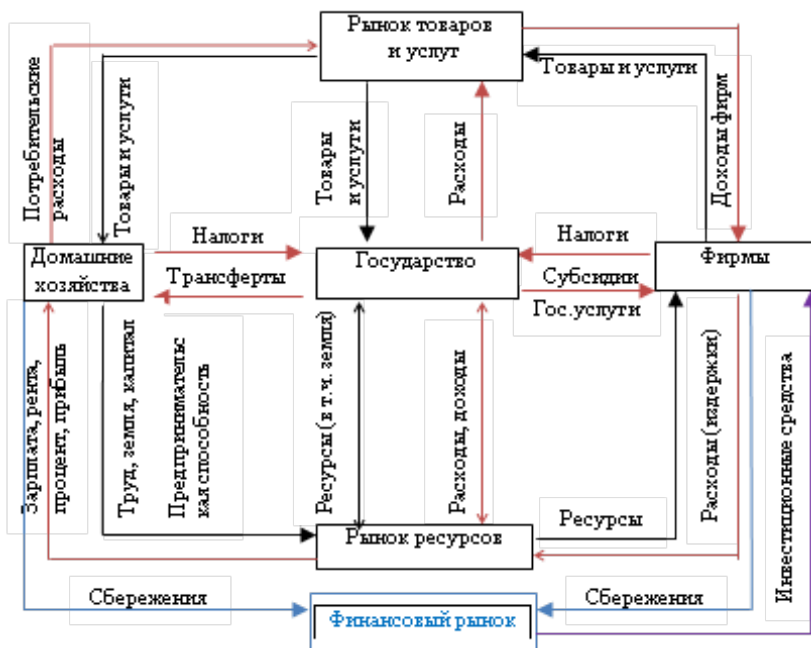 Рынок товаров
и услуг
Потребительские
расходы
Товары и услуги
Товары
и услуги
Расходы
Товары и услуги
Доходы фирм
Налоги
Налоги
Домашние
хозяйства
Государство
Фирмы
Трансферты
Субсидии
Гос.услуги
Зарплата, рента,
процент, прибыль
Труд, земля, капитал
Предпринимательс
кая способность
Ресурсы (в т.ч. земля)
Расходы, доходы
Расходы (издержки)
Инвестиционные средства
Рынок ресурсов
Ресурсы
Сбережения
Финансовый рынок
Сбережения